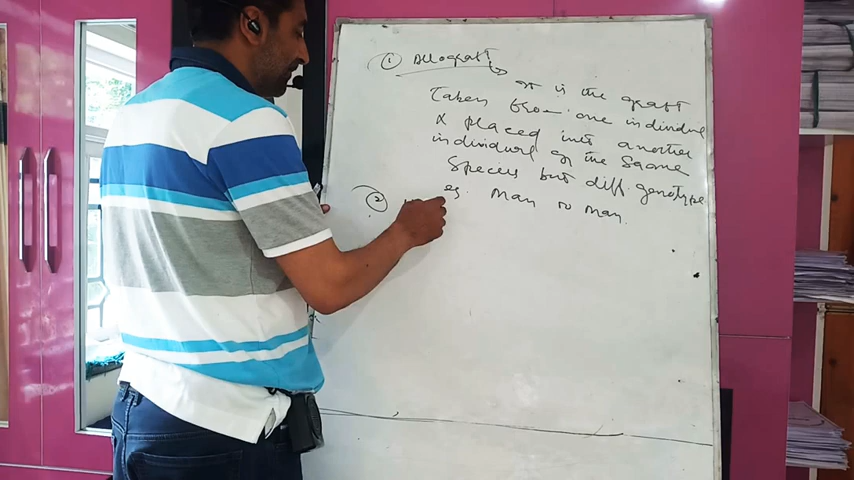 ① Allograft
It is the graft
Taken from one individual
& placed into another
individual of the same
species but diff. genotype
eg. Man to Man.
②